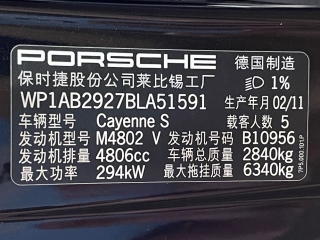 PORSCHE 德国制造
保时捷股份公司莱比锡工厂 1%
WP1AB2927BLA51591 生产年月 02/11
车辆型号 Cayenne S 载客人数 5
发动机型号 M4802 V 发动机号码 B10956
发动机排量 4806cc 最大总质量 2840kg
最大功率 294kW 最大拖挂质量 6340kg